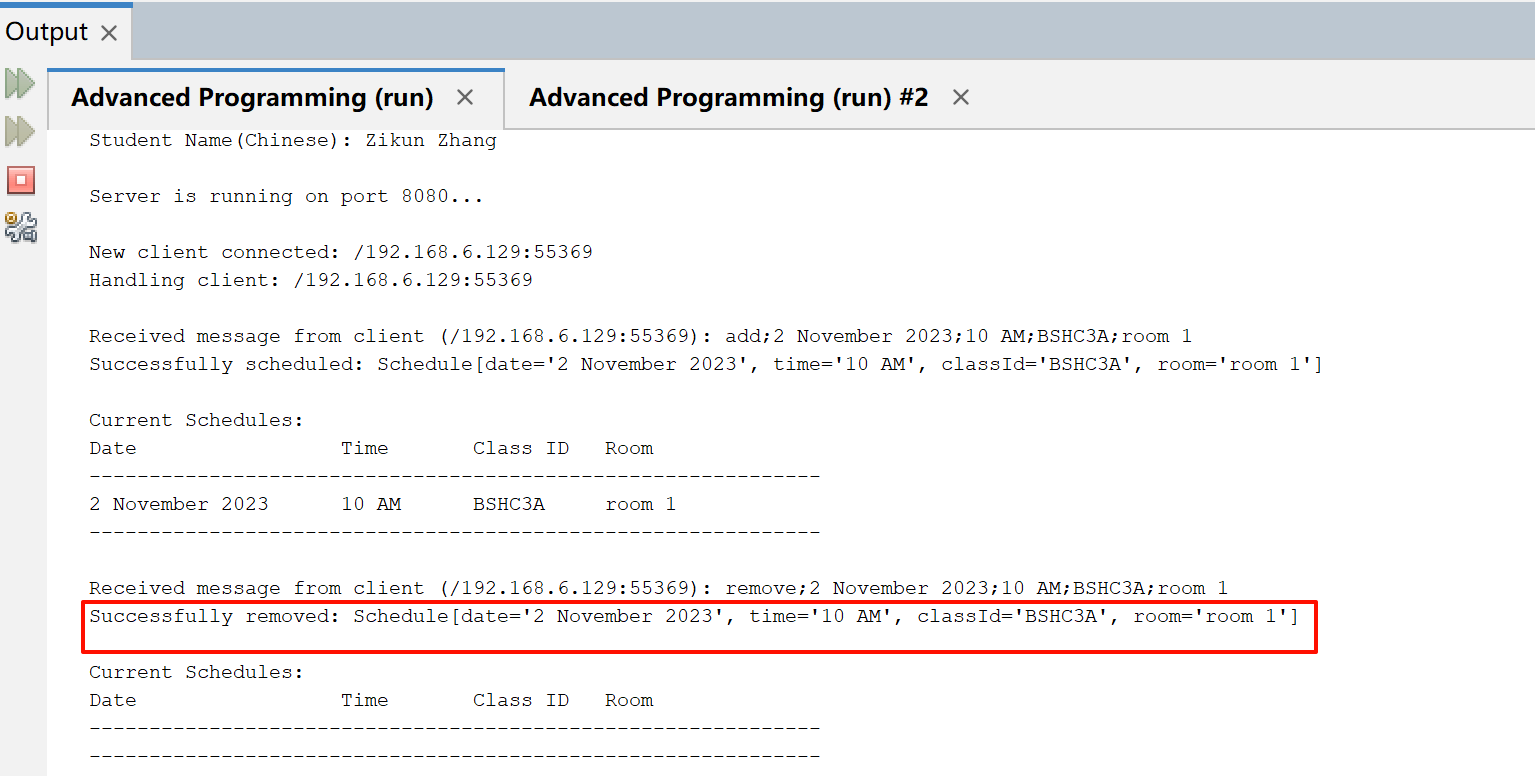 Output
Advanced Programming (run)
Advanced Programming (run) #2
Student Name(Chinese): Zikun Zhang
Server is running on port 8080...
New client connected: /192.168.6.129:55369
Handling client: /192.168.6.129:55369
Received message from client (/192.168.6.129:55369): add;2 November 2023;10 AM;BSHC3A;room 1
Successfully scheduled: Schedule[date='2 November 2023', time='10 AM', classId='BSHC3A', room='room 1']
Current Schedules:
Date Time Class ID Room
-------------------------------------------------------------
2 November 2023 10 AM BSHC3A room 1
-------------------------------------------------------------
Received message from client (/192.168.6.129:55369): remove;2 November 2023;10 AM;BSHC3A;room 1
Successfully removed: Schedule[date='2 November 2023', time='10 AM', classId='BSHC3A', room='room 1']
Current Schedules:
Date Time Class ID Room
-------------------------------------------------------------
-------------------------------------------------------------